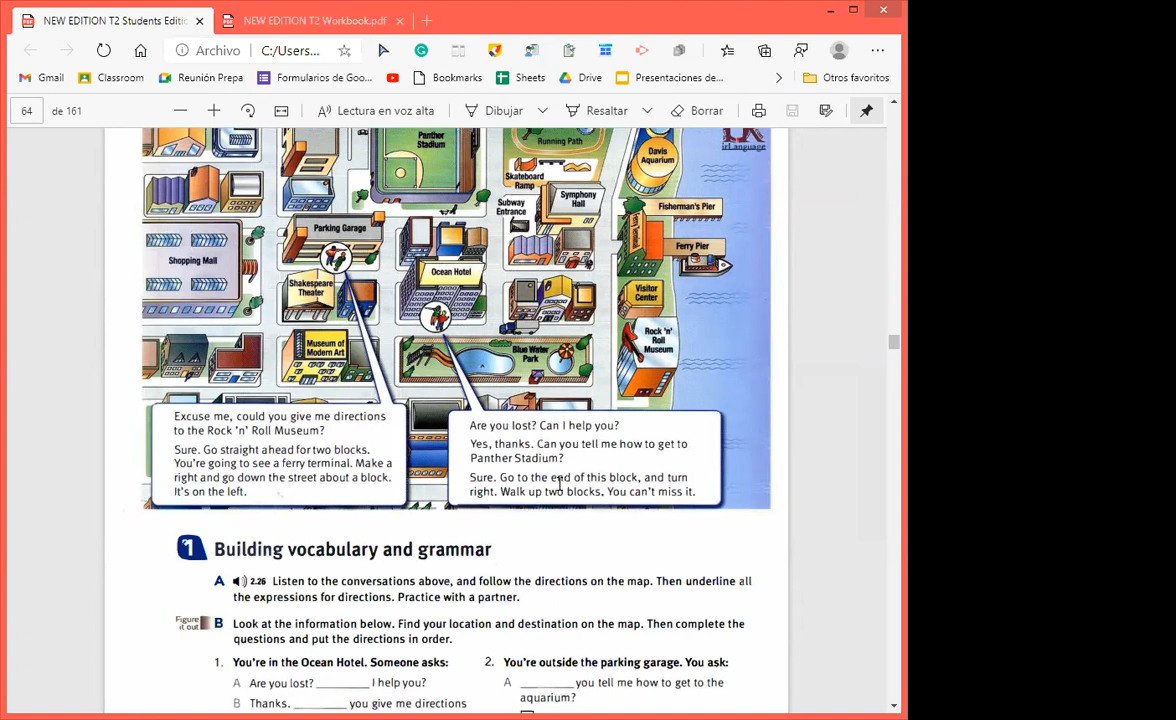 NEW EDITION T2 Students Editi
NEW EDITION T2 Workbook.pdf
Archivo
C:/Users...
Gmail
Classroom
Reunión Prepa
Formularios de Goo...
Bookmarks
Sheets
Drive
Presentaciones de...
Otros favoritos
64
de 161
Lectura en voz alta
Dibujar
Resaltar
Borrar
Panther
Stadium
Running Path
Davis
Aquarium
irLanguage
Skateboard
Ramp
Symphony
Hall
Subway
Entrance
Fisherman's Pier
Parking Garage
Ferry Terminal
Ferry Pier
Shopping Mall
Ocean Hotel
Shakespeare
Theater
Visitor
Center
Rock 'n'
Roll
Museum
Museum of
Modern Art
Blue Water
Park
Excuse me, could you give me directions
to the Rock 'n' Roll Museum?
Sure. Go straight ahead for two blocks.
You're going to see a ferry terminal. Make a
right and go down the street about a block.
It's on the left.
Are you lost? Can I help you?
Yes, thanks. Can you tell me how to get to
Panther Stadium?
Sure. Go to the end of this block, and turn
right. Walk up two blocks. You can't miss it.
1 Building vocabulary and grammar
A 2.26 Listen to the conversations above, and follow the directions on the map. Then underline all
the expressions for directions. Practice with a partner.
Figure
it out
B Look at the information below. Find your location and destination on the map. Then complete the
questions and put the directions in order.
1. You're in the Ocean Hotel. Someone asks:
A Are you lost? ________ I help you?
B Thanks. ________ you give me directions
2. You're outside the parking garage. You ask:
A ________ you tell me how to get to the
aquarium?